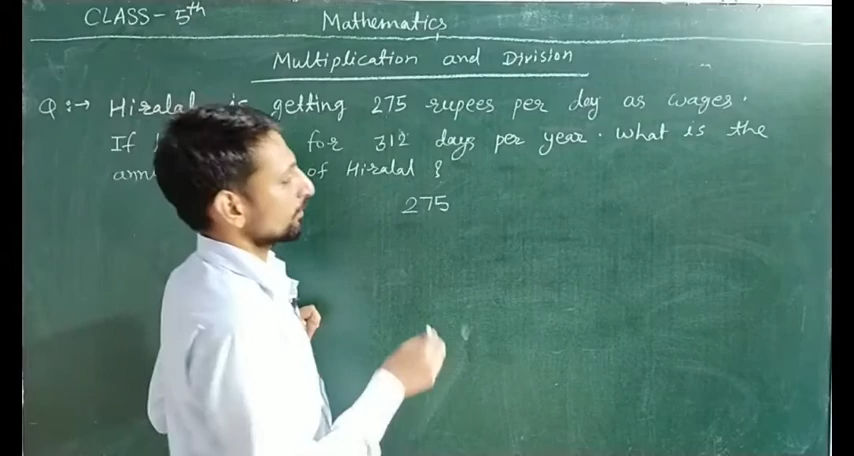 CLASS - 5th Mathematics
Multiplication and Division
Q :→ Hiralal is getting 275 rupees per day as wages.
If for 312 days per year. what is the
of Hiralal ?
275